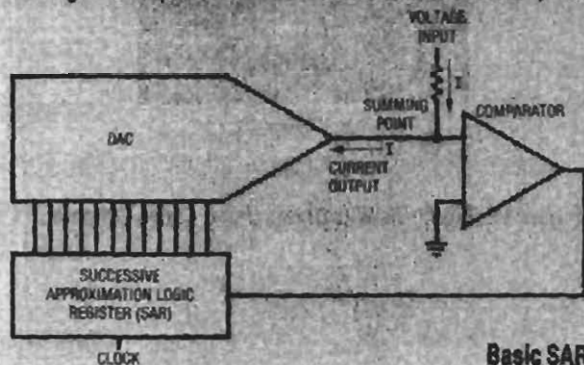 VOLTAGE
INPUT
I
SUMMING
POINT
COMPARATOR
DAC
I
CURRENT
OUTPUT
SUCCESSIVE
APPROXIMATION LOGIC
REGISTER (SAR)
CLOCK
Basic SAR